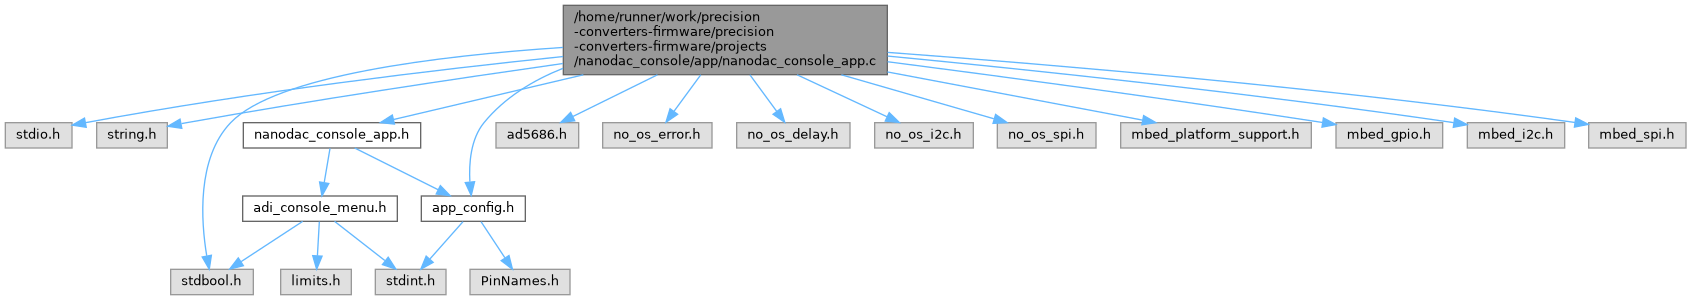 /home/runner/work/precision
-converters-firmware/precision
-converters-firmware/projects
/nanodac_console/app/nanodac_console_app.c
stdio.h
string.h
nanodac_console_app.h
ad5686.h
no_os_error.h
no_os_delay.h
no_os_i2c.h
no_os_spi.h
mbed_platform_support.h
mbed_gpio.h
mbed_i2c.h
mbed_spi.h
adi_console_menu.h
app_config.h
stdbool.h
limits.h
stdint.h
PinNames.h